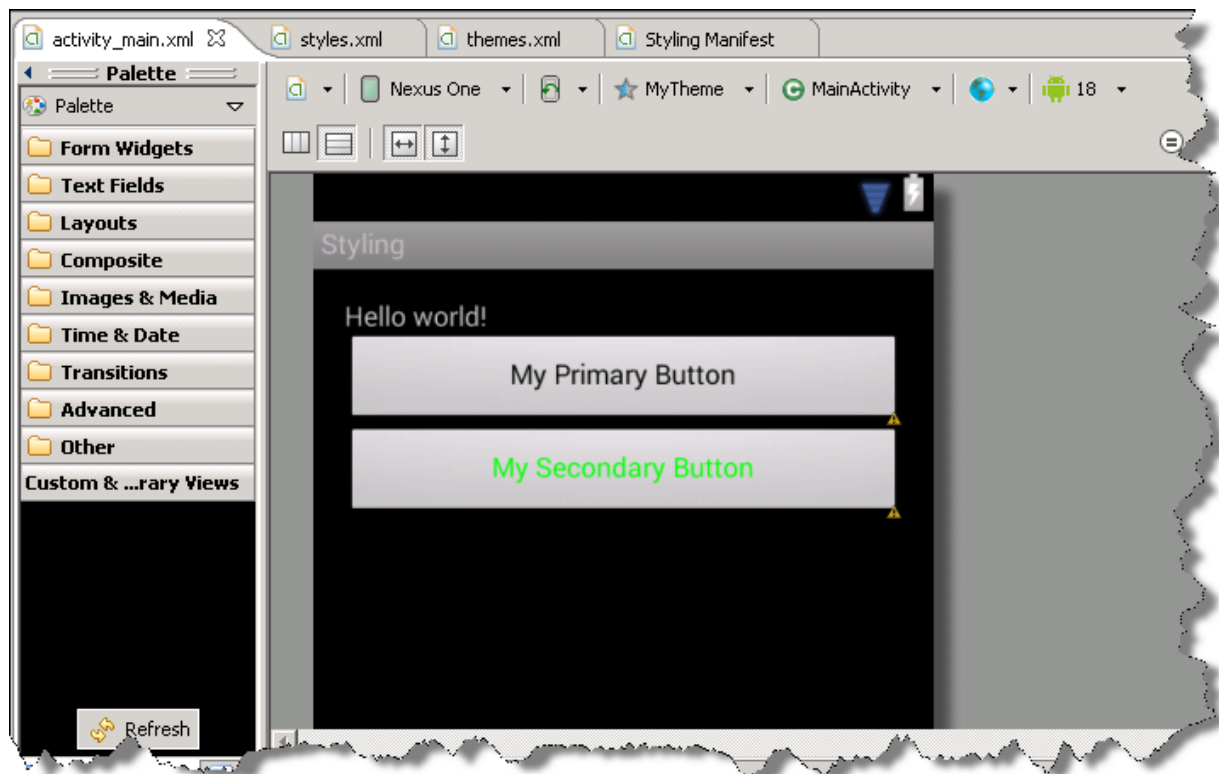 activity_main.xml
styles.xml
themes.xml
Styling Manifest
Palette
Palette
Form Widgets
Text Fields
Layouts
Composite
Images & Media
Time & Date
Transitions
Advanced
Other
Custom & ...rary Views
Refresh
Nexus One
MyTheme
MainActivity
18
Styling
Hello world!
My Primary Button
My Secondary Button